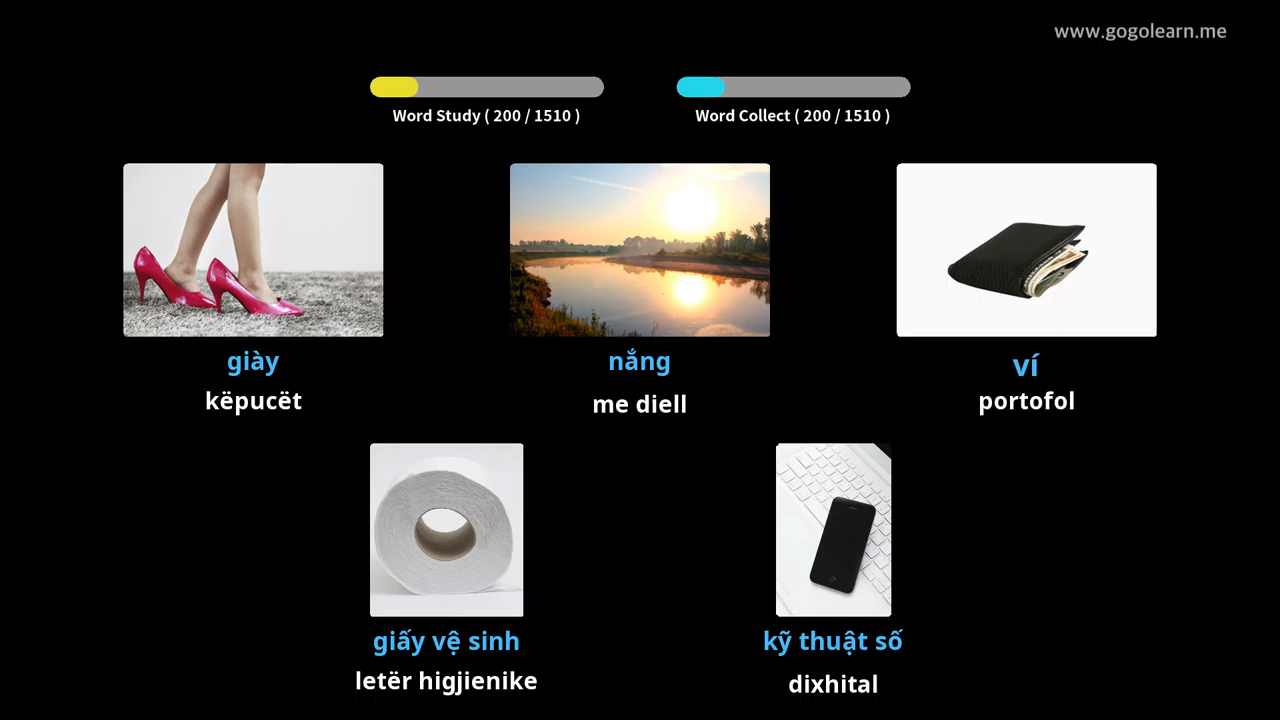 www.gogolearn.me
Word Study ( 200 / 1510 )
Word Collect ( 200 / 1510 )
giày
nắng
ví
këpucët
me diell
portofol
giấy vệ sinh
kỹ thuật số
letër higjienike
dixhital